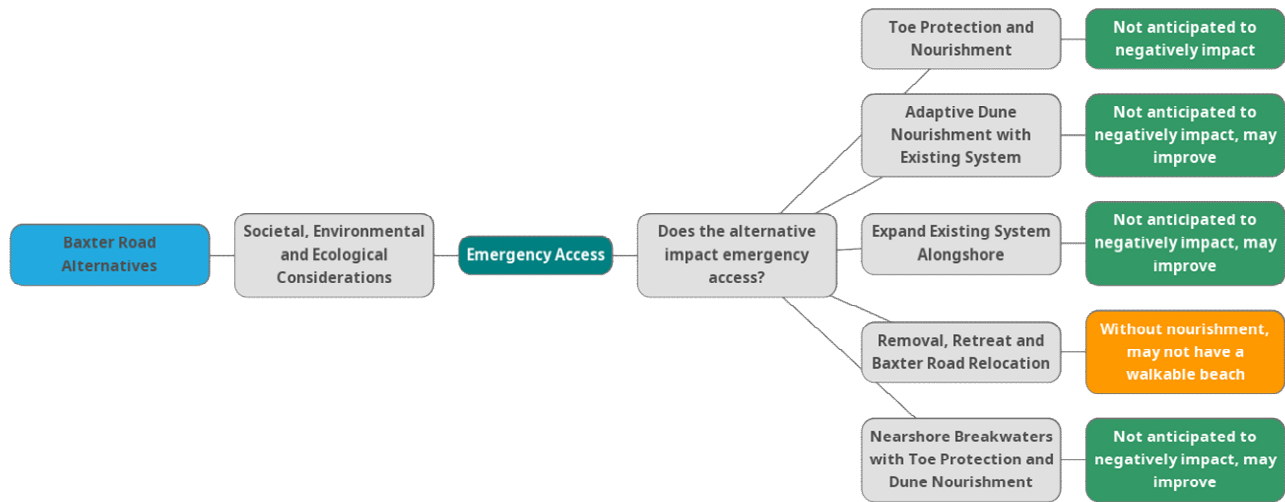 Baxter Road
Alternatives
Societal, Environmental
and Ecological
Considerations
Emergency Access
Does the alternative
impact emergency
access?
Toe Protection and
Nourishment
Not anticipated to
negatively impact
Adaptive Dune
Nourishment with
Existing System
Not anticipated to
negatively impact, may
improve
Expand Existing System
Alongshore
Not anticipated to
negatively impact, may
improve
Removal, Retreat and
Baxter Road Relocation
Without nourishment,
may not have a
walkable beach
Nearshore Breakwaters
with Toe Protection and
Dune Nourishment
Not anticipated to
negatively impact, may
improve